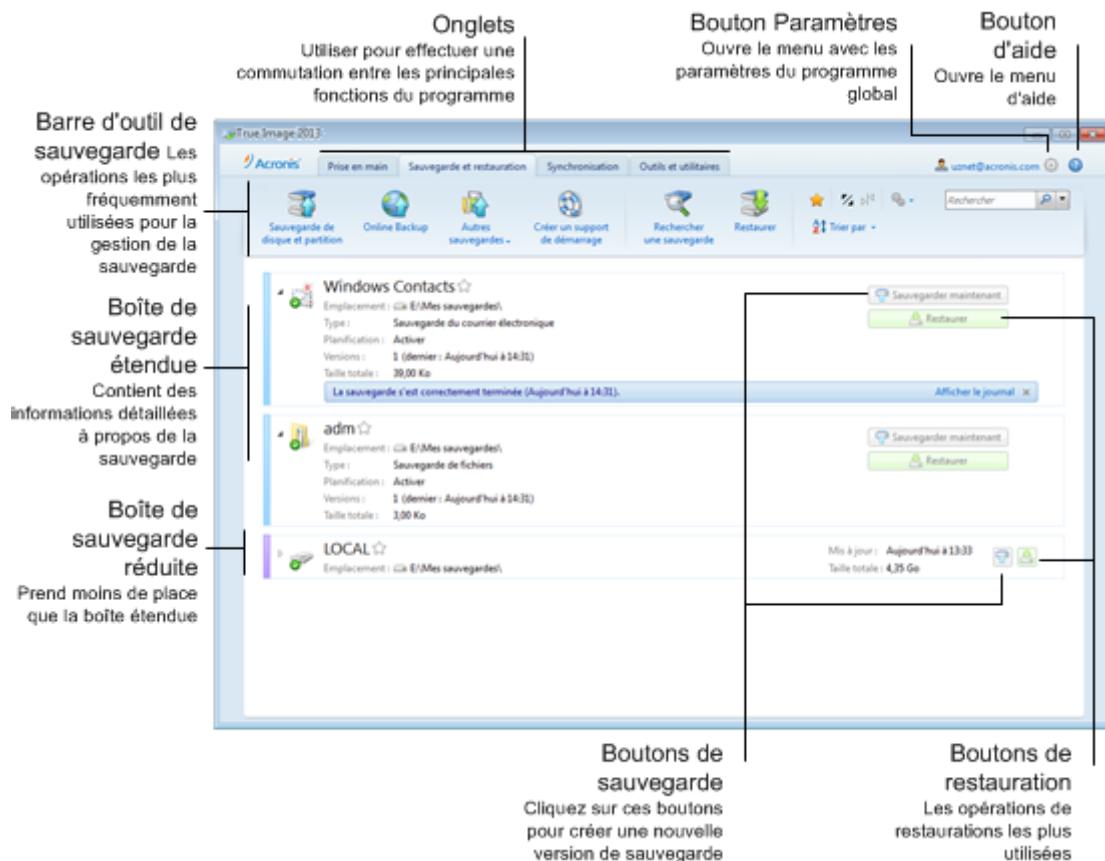 Onglets
Utiliser pour effectuer une
commutation entre les principales
fonctions du programme
Bouton Paramètres
Ouvre le menu avec les
paramètres du programme
global
Bouton
d'aide
Ouvre le menu
d'aide
Barre d'outil de
sauvegarde Les
opérations les plus
fréquemment
utilisées pour la
gestion de la
sauvegarde
Boîte de
sauvegarde
étendue
Contient des
informations détaillées
à propos de la
sauvegarde
Boîte de
sauvegarde
réduite
Prend moins de place
que la boîte étendue
True Image 2013
Acronis
Prise en main
Sauvegarde et restauration
Synchronisation
Outils et utilitaires
uznet@acronis.com
Sauvegarde de
disque et partition
Online Backup
Autres
sauvegardes
Créer un support
de démarrage
Rechercher
une sauvegarde
Restaurer
Rechercher
Trier par
Windows Contacts
Emplacement : E:\Mes sauvegardes\
Type : Sauvegarde du courrier électronique
Planification : Activer
Versions : 1 (dernier : Aujourd'hui à 14:31)
Taille totale : 39,00 Ko
La sauvegarde s'est correctement terminée (Aujourd'hui à 14:31).
Afficher le journal
Sauvegarder maintenant
Restaurer
adm
Emplacement : E:\Mes sauvegardes\
Type : Sauvegarde de fichiers
Planification : Activer
Versions : 1 (dernier : Aujourd'hui à 14:31)
Taille totale : 3,00 Ko
Sauvegarder maintenant
Restaurer
LOCAL
Emplacement : E:\Mes sauvegardes\
Mis à jour : Aujourd'hui à 13:33
Taille totale : 4,35 Go
Boutons de
sauvegarde
Cliquez sur ces boutons
pour créer une nouvelle
version de sauvegarde
Boutons de
restauration
Les opérations de
restaurations les plus
utilisées